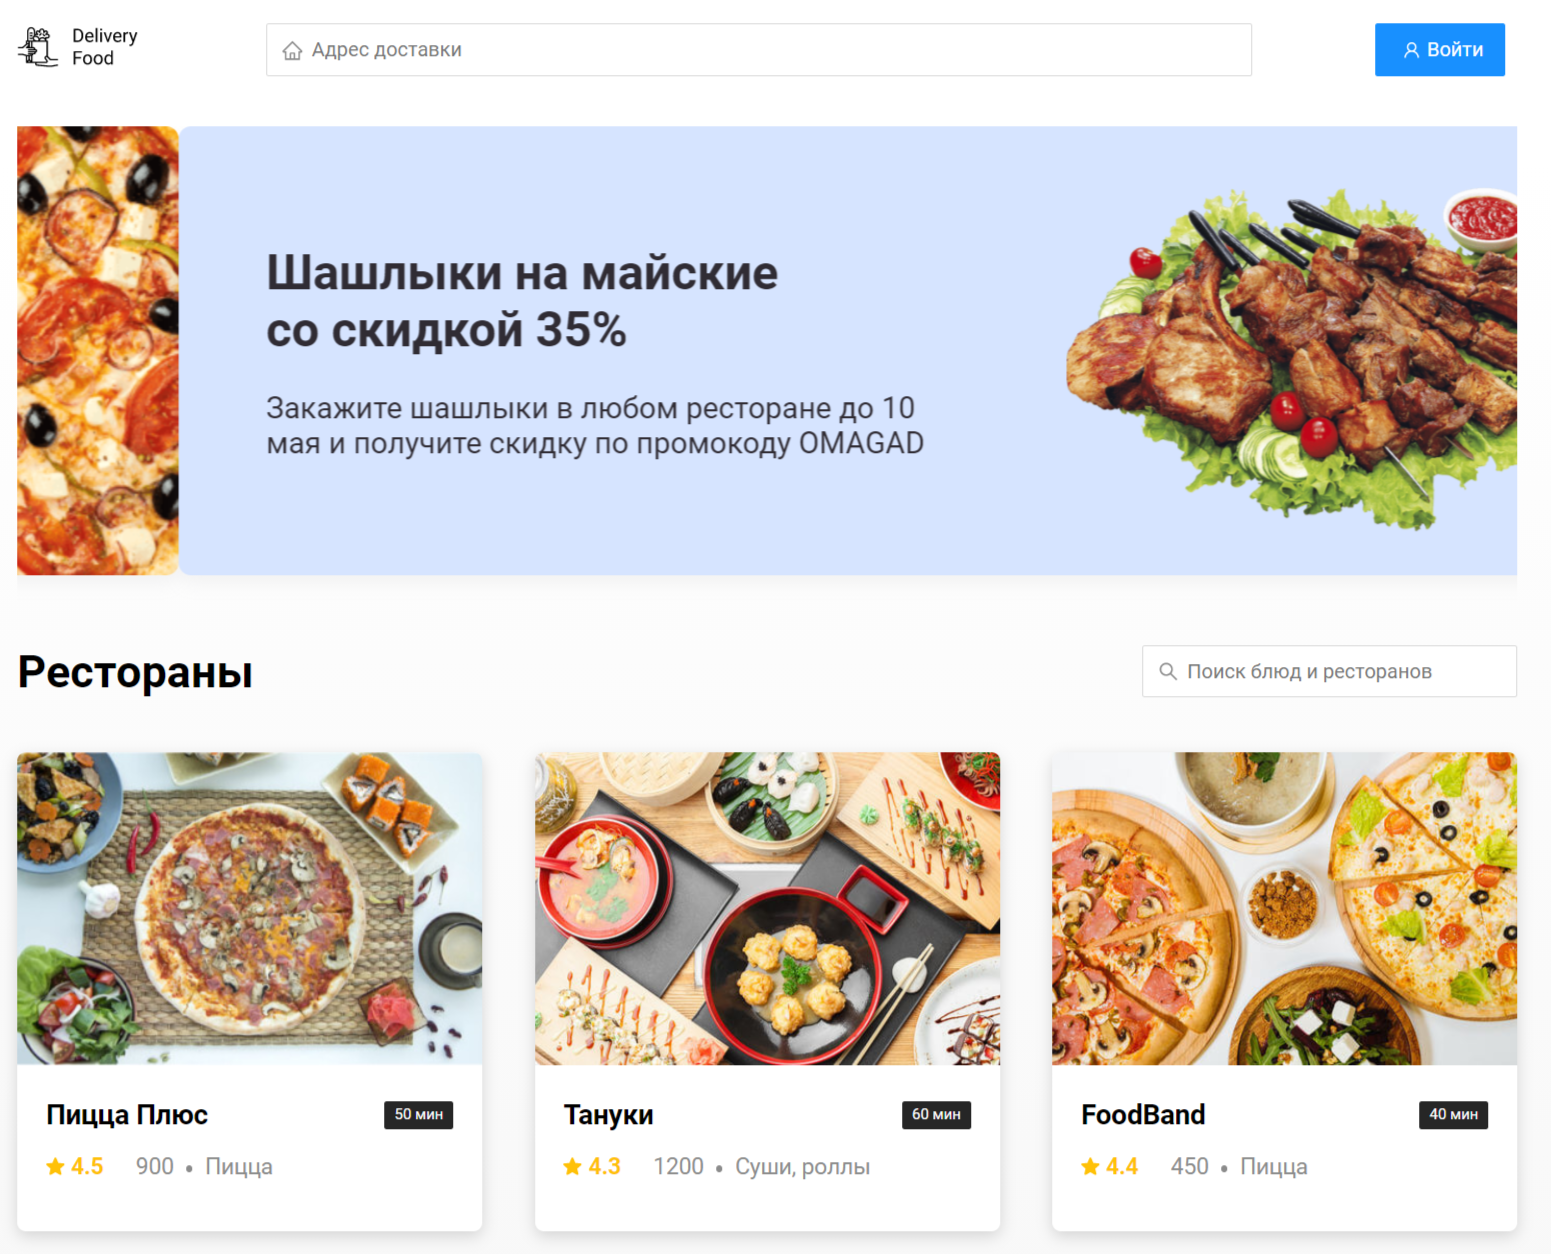 Delivery
Food
Адрес доставки
Войти
Шашлыки на майские
со скидкой 35%
Закажите шашлыки в любом ресторане до 10
мая и получите скидку по промокоду OMAGAD
Рестораны
Поиск блюд и ресторанов
Пицца Плюс
50 мин
4.5 900 • Пицца
Тануки
60 мин
4.3 1200 • Суши, роллы
FoodBand
40 мин
4.4 450 • Пицца